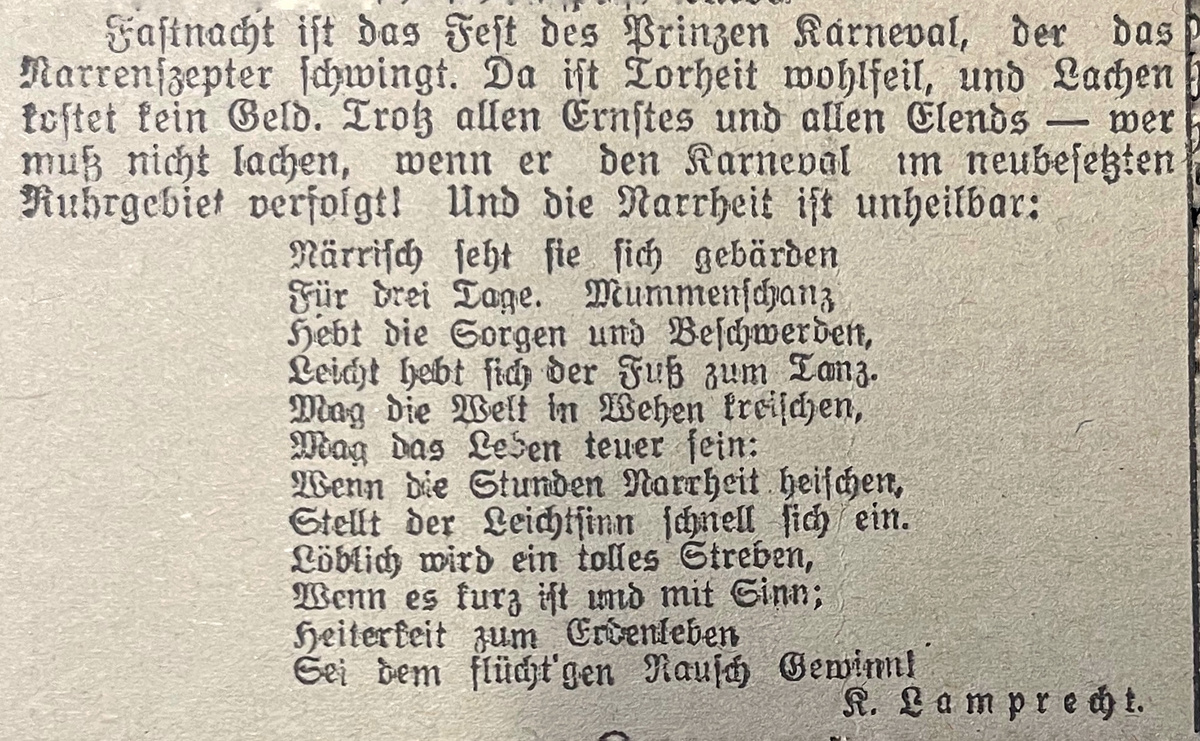 Fastnacht ist das Fest des Prinzen Karneval, der das
Narrenszepter schwingt. Da ist Torheit wohlfeil, und Lachen
kostet kein Geld. Trotz allen Ernstes und allen Elends — wer
muß nicht lachen, wenn er den Karneval im neubesetzten
Ruhrgebiet verfolgt! Und die Narrheit ist unheilbar:
Närrisch seht sie sich gebärden
Für drei Tage. Mummenschanz
Hebt die Sorgen und Beschwerden,
Leicht hebt sich der Fuß zum Tanz.
Mag die Welt in Wehen kreischen,
Mag das Leben teuer sein:
Wenn die Stunden Narrheit heischen,
Stellt der Leichtsinn schnell sich ein.
Löblich wird ein tolles Streben,
Wenn es kurz ist und mit Sinn;
Heiterkeit zum Erdenleben
Sei dem flücht'gen Rausch Gewinn!
K. Lamprecht.